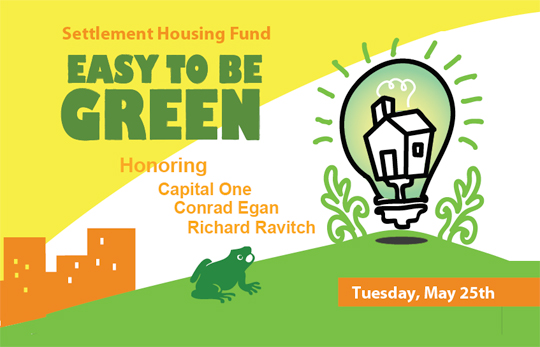 Settlement Housing Fund
EASY TO BE
GREEN
Honoring
Capital One
Conrad Egan
Richard Ravitch
Tuesday, May 25th